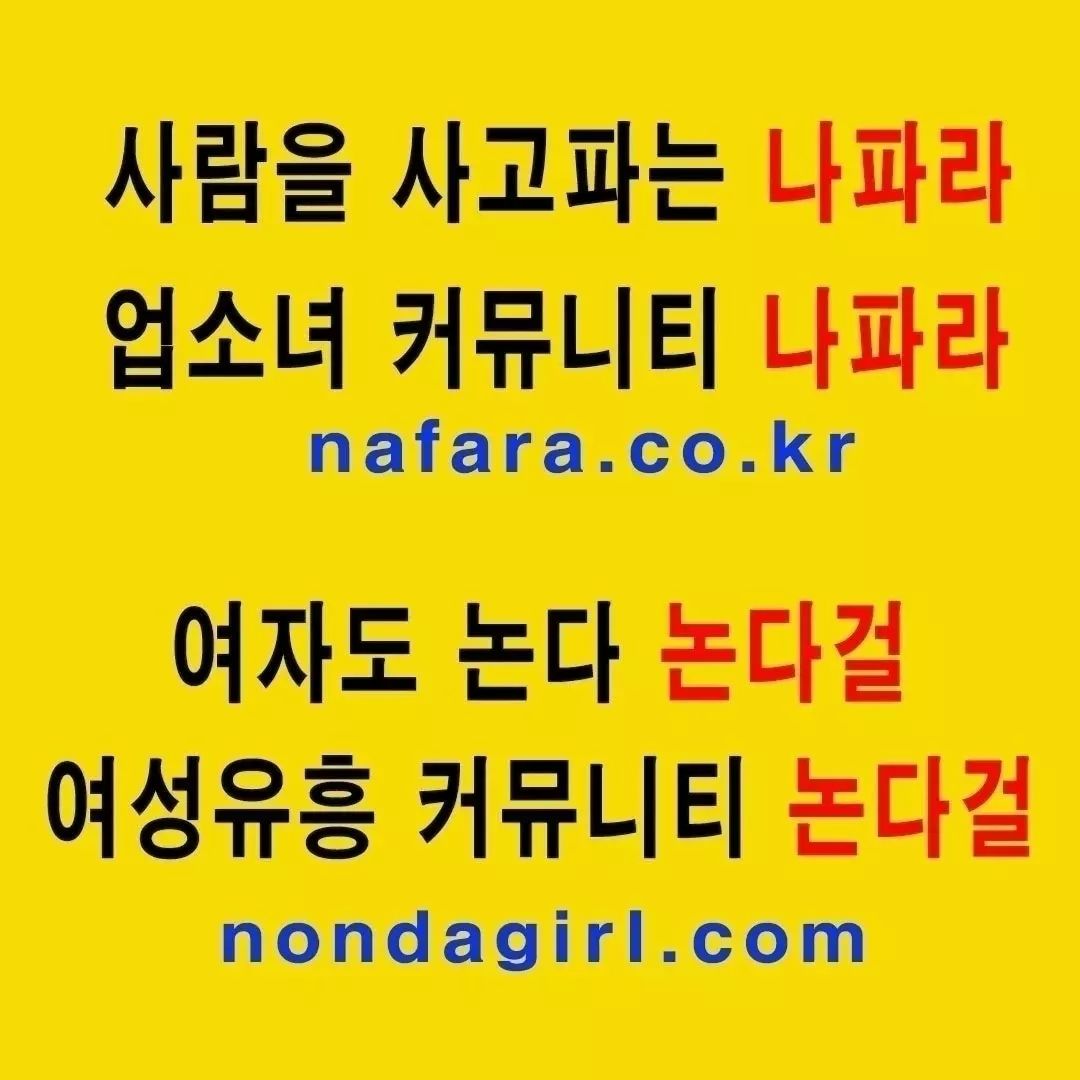 사람을 사고파는 나파라
업소녀 커뮤니티 나파라
nafara.co.kr
여자도 논다 논다걸
여성유흥 커뮤니티 논다걸
nondagirl.com